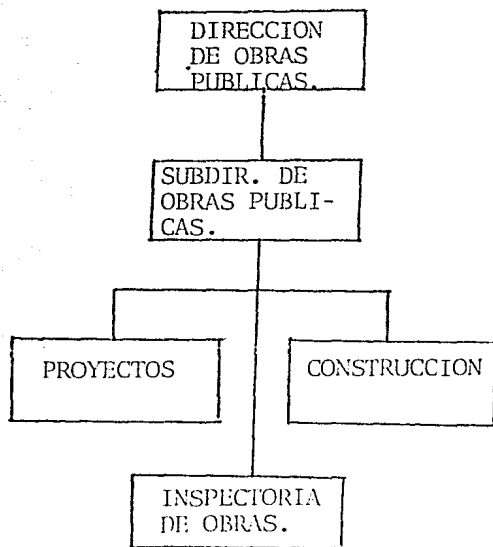 DIRECCION
DE OBRAS
PUBLICAS.
SUBDIR. DE
OBRAS PUBLI-
CAS.
PROYECTOS
CONSTRUCCION
INSPECTORIA
DE OBRAS.